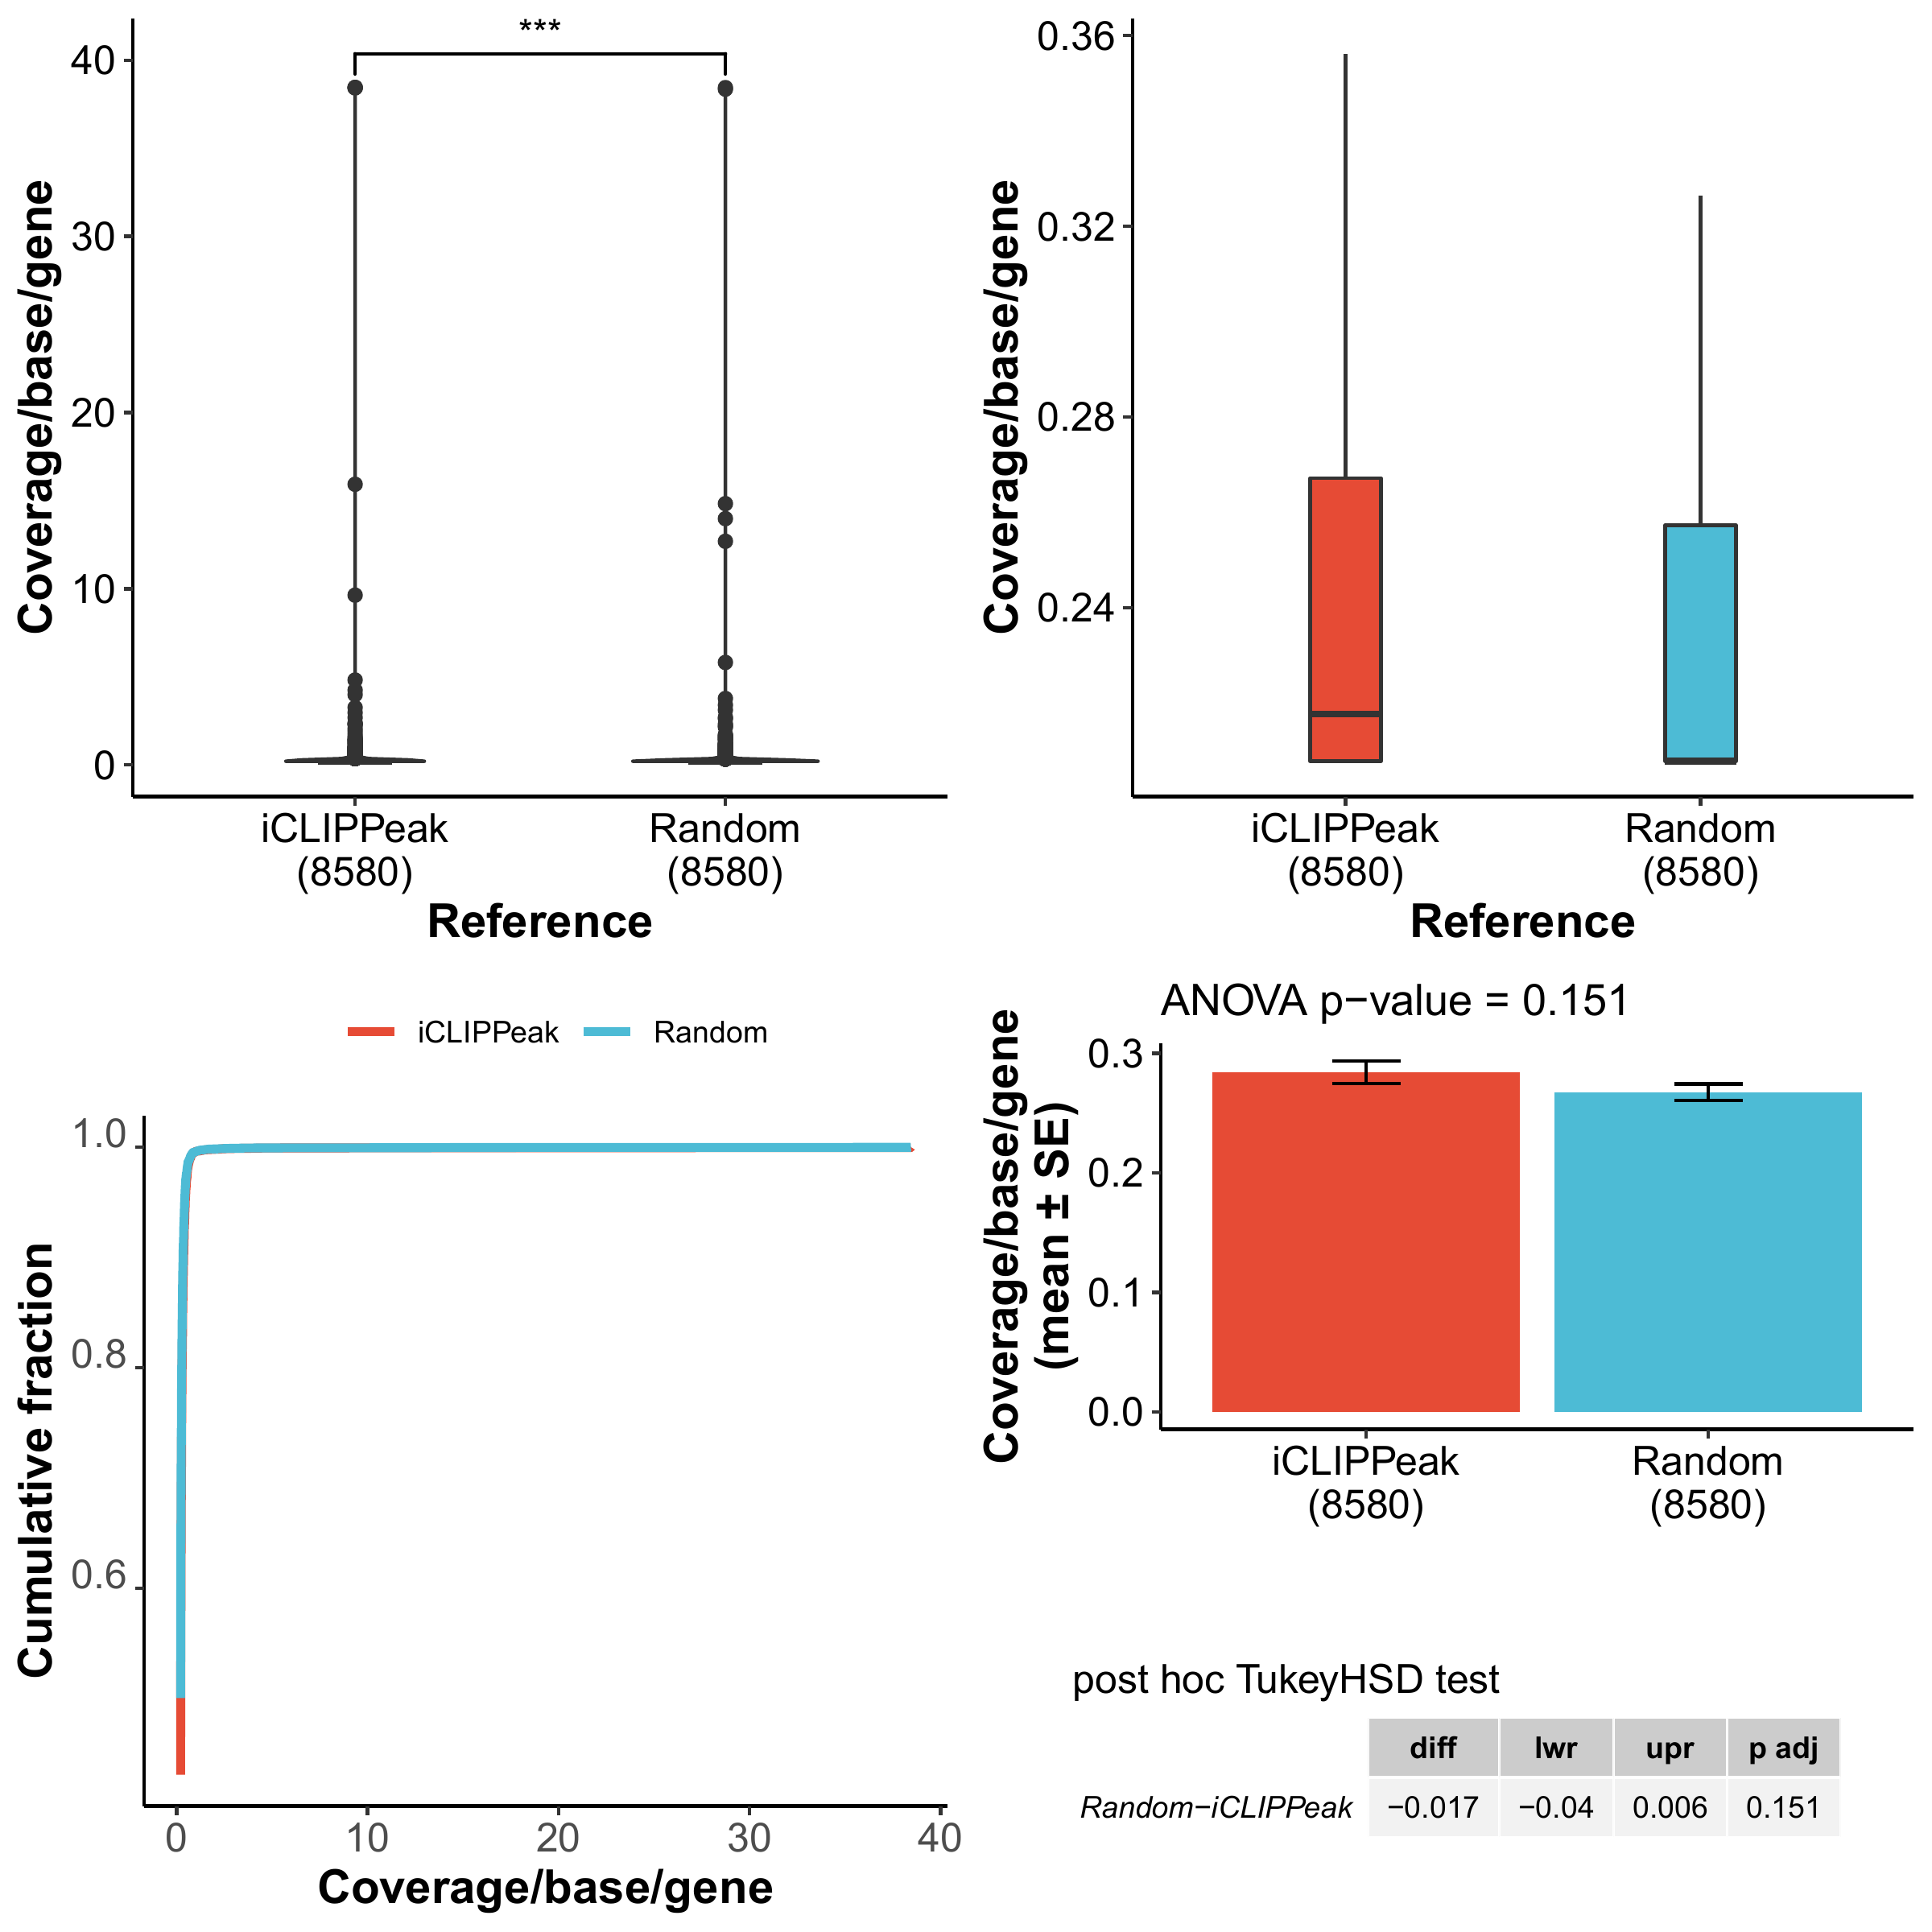 ***
40
30
20
10
0
Coverage/base/gene
iCLIPPeak
(8580)
Random
(8580)
Reference
0.36
0.32
0.28
0.24
Coverage/base/gene
iCLIPPeak
(8580)
Random
(8580)
Reference
iCLIPPeak Random
1.0
0.8
0.6
Cumulative fraction
0 10 20 30 40
Coverage/base/gene
ANOVA p−value = 0.151
0.3
0.2
0.1
0.0
Coverage/base/gene
(mean ± SE)
iCLIPPeak
(8580)
Random
(8580)
post hoc TukeyHSD test
diff lwr upr p adj
Random−iCLIPPeak −0.017 −0.04 0.006 0.151